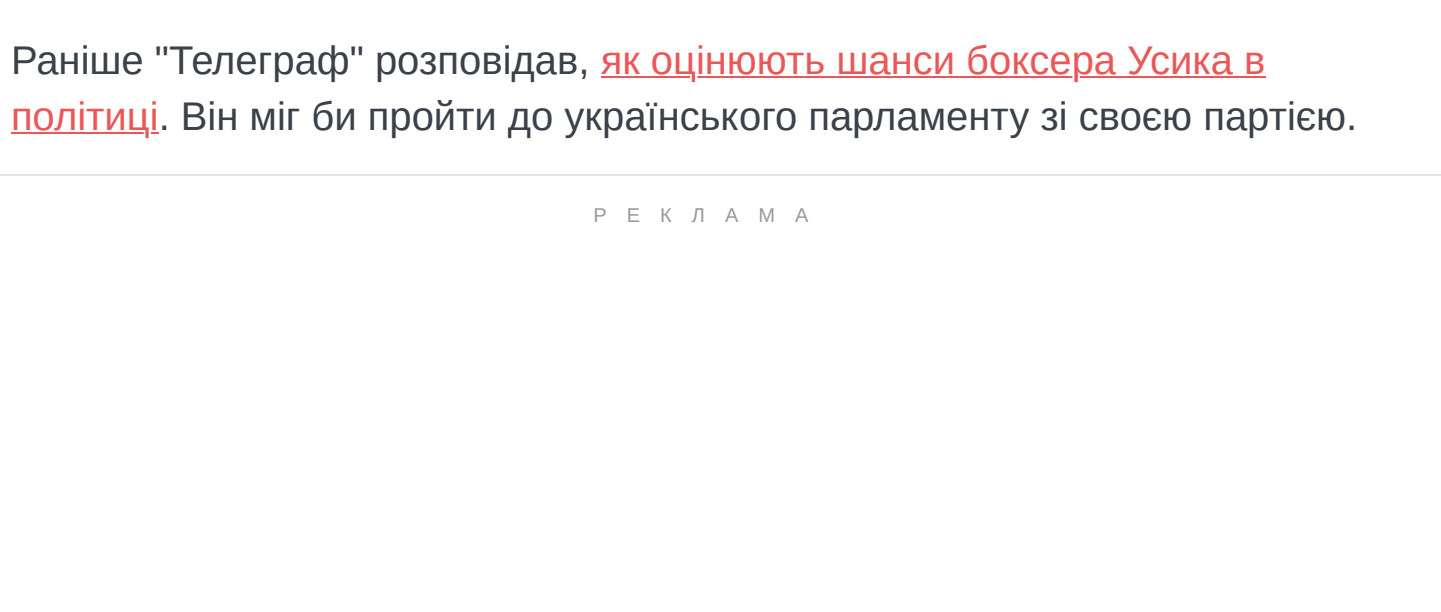 Раніше "Телеграф" розповідав, як оцінюють шанси боксера Усика в
політиці. Він міг би пройти до українського парламенту зі своєю партією.
РЕКЛАМА